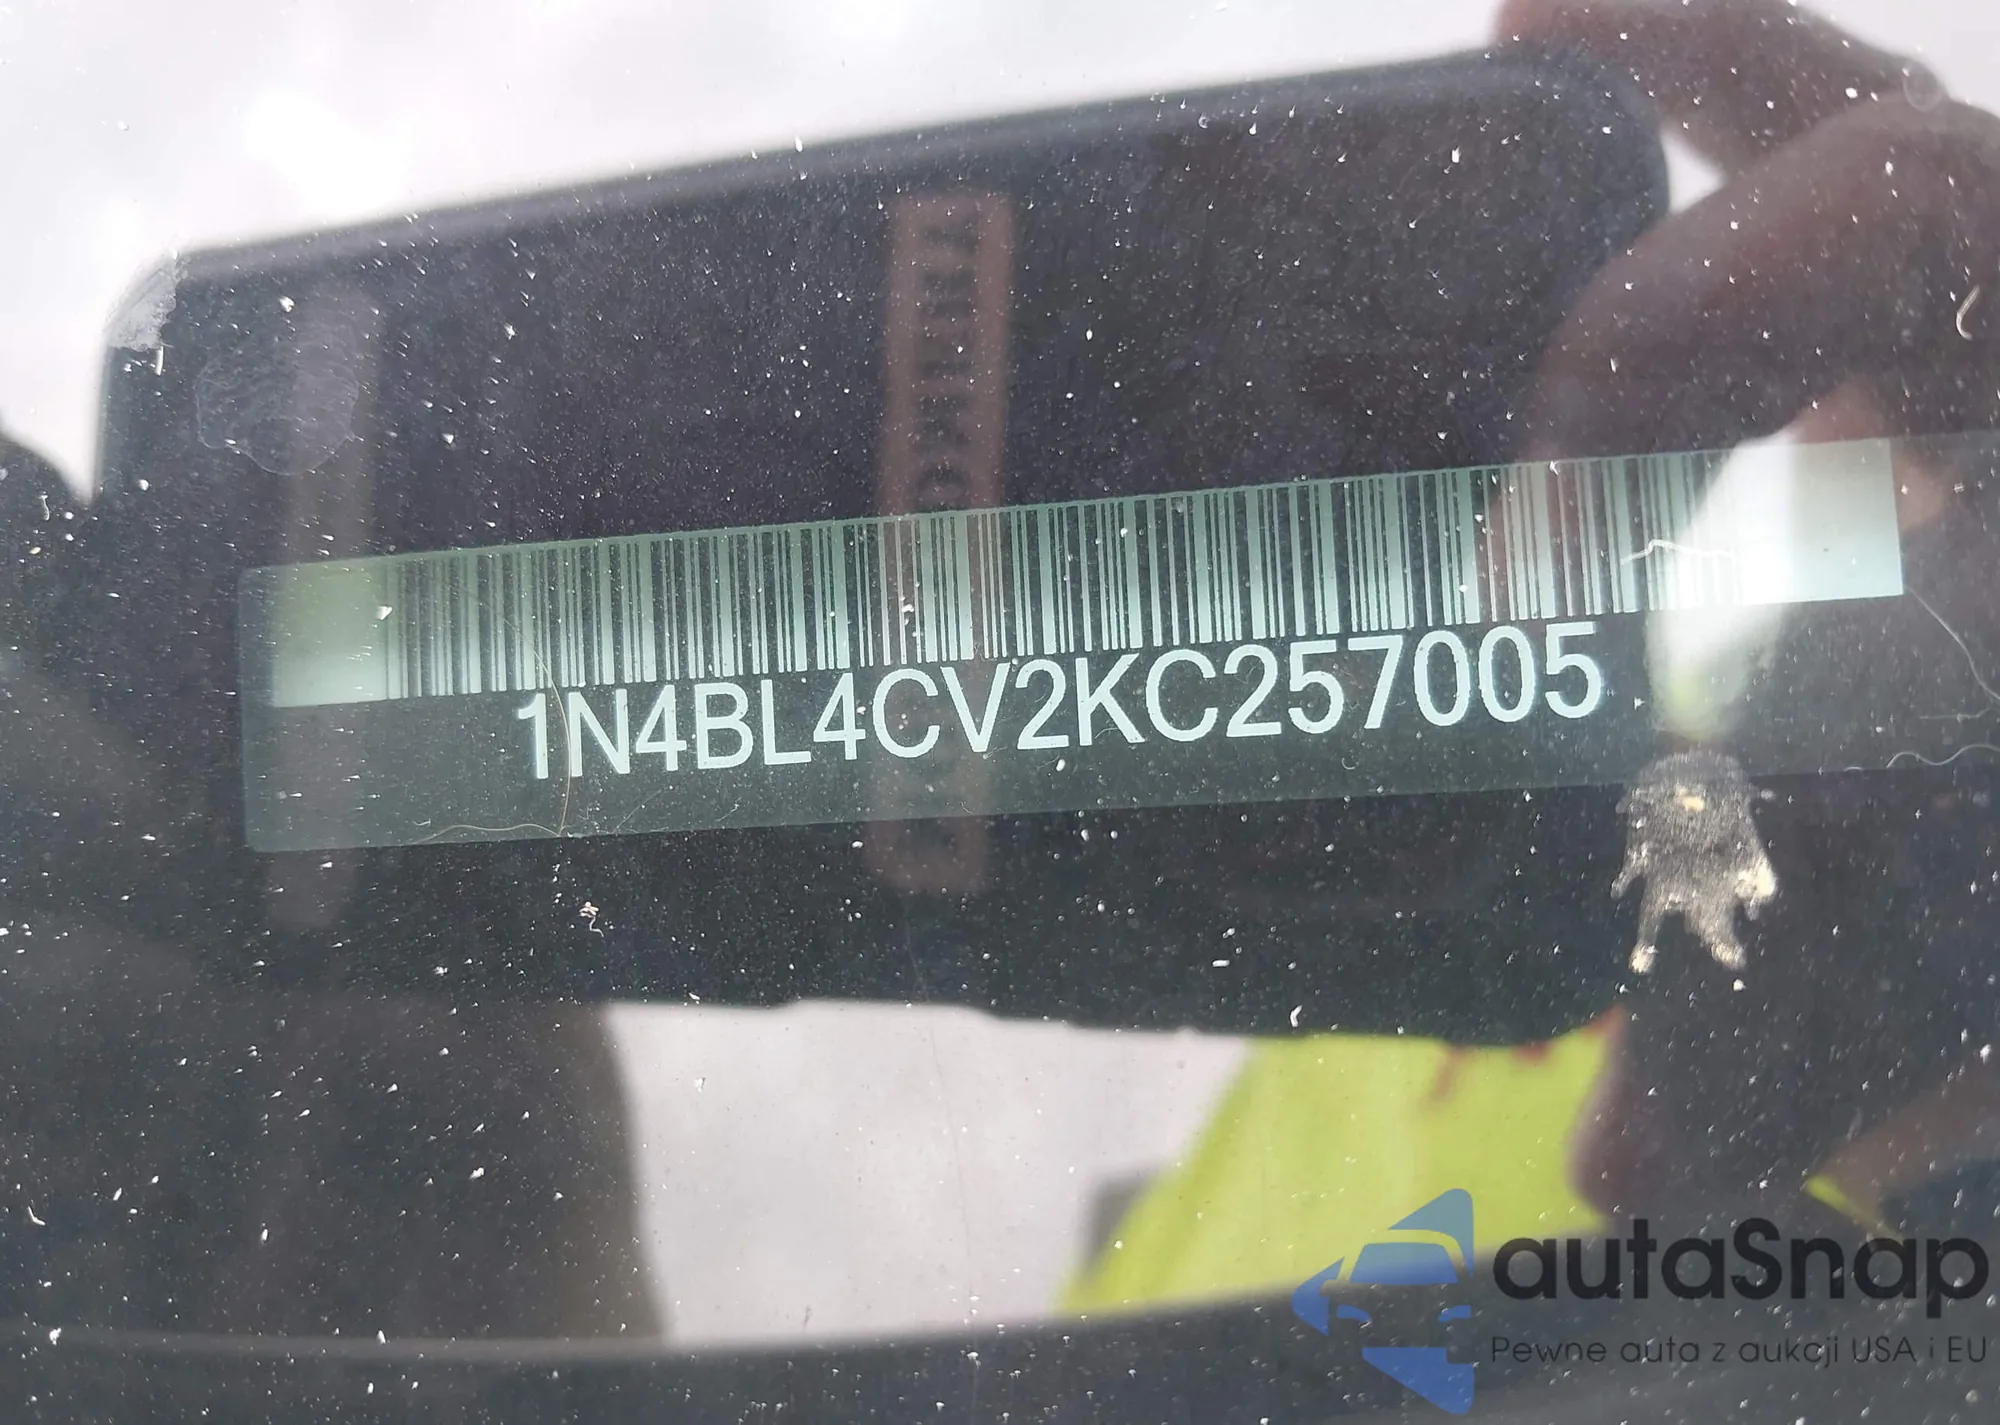 1N4BL4CV2KC257005
autaSnap
Pewne auta z aukcji USA i EU